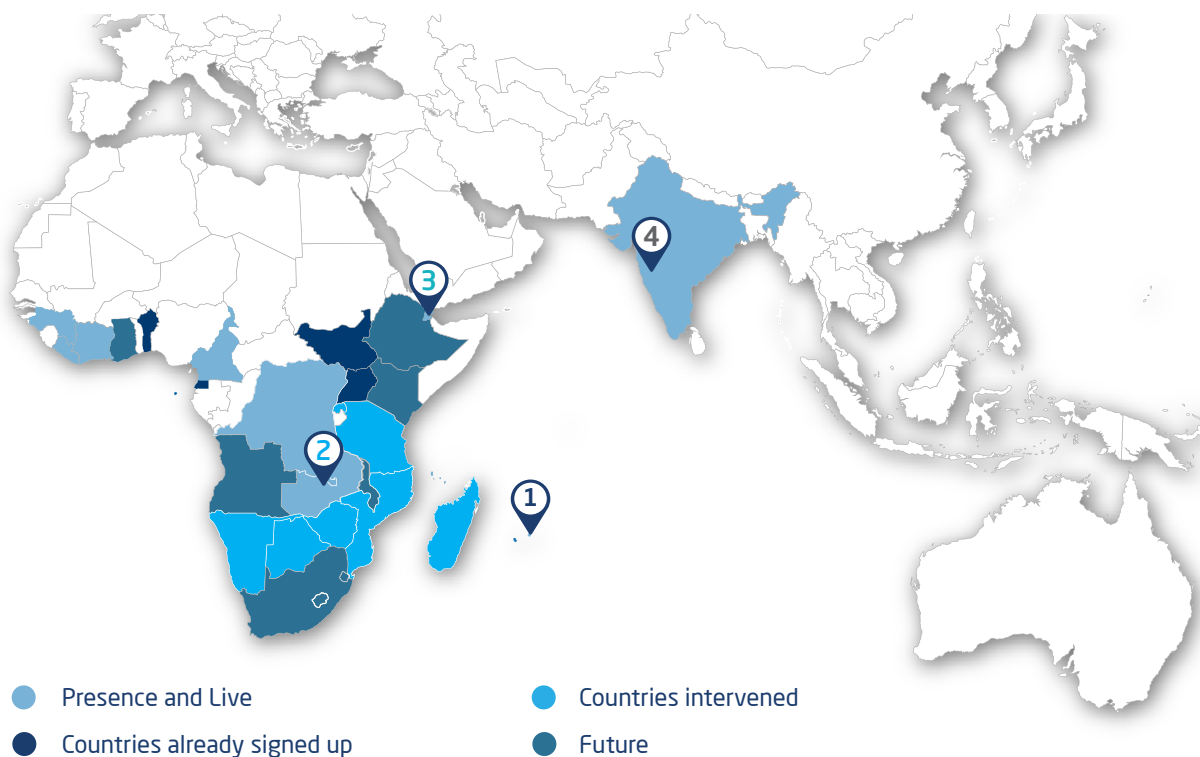 4
3
2
1
Presence and Live
Countries intervened
Countries already signed up
Future